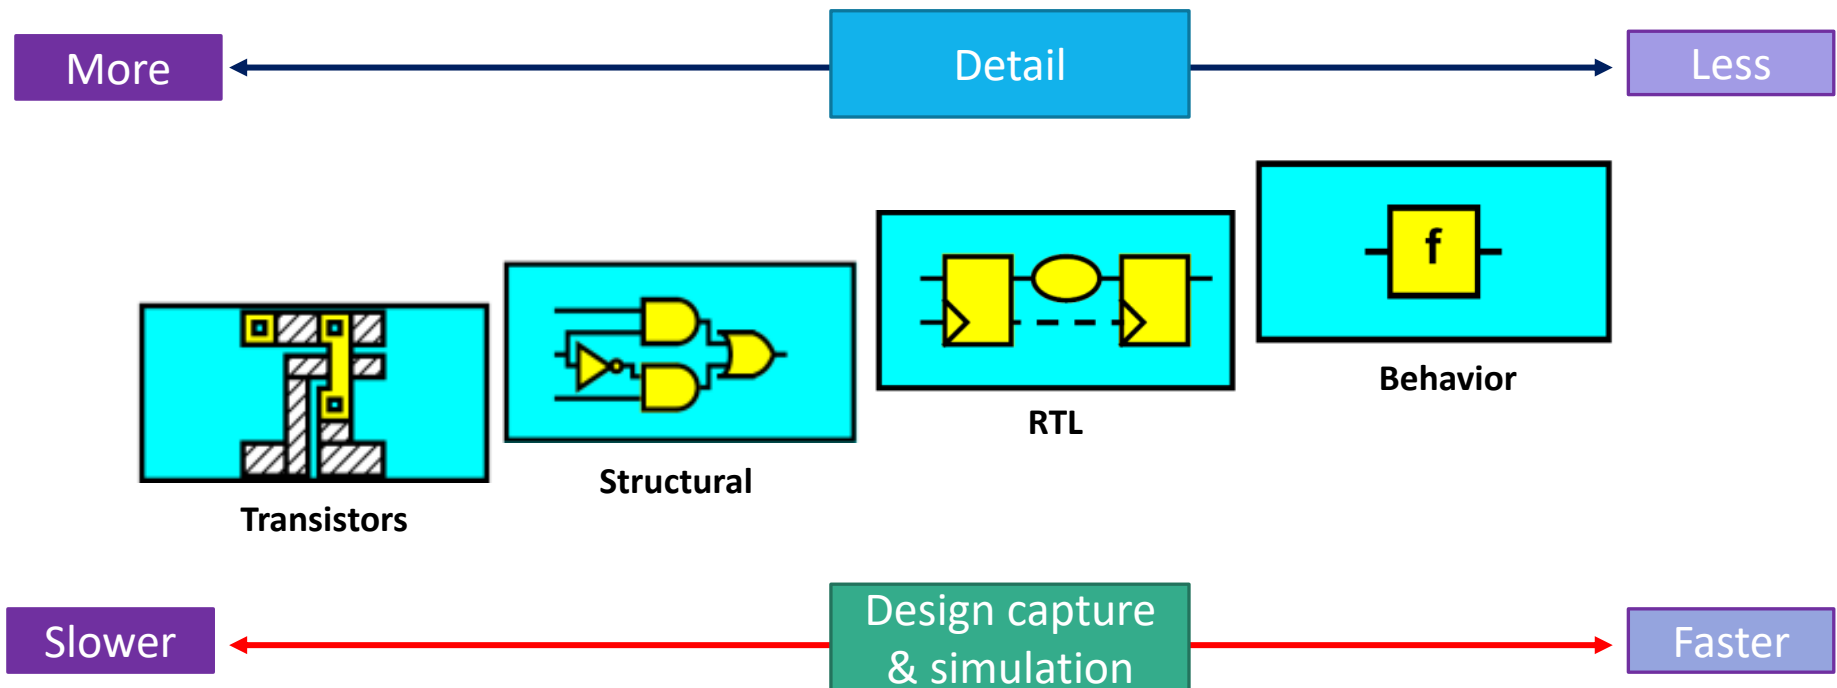 More
Detail
Less
f
Behavior
RTL
Structural
Transistors
Slower
Design capture
& simulation
Faster